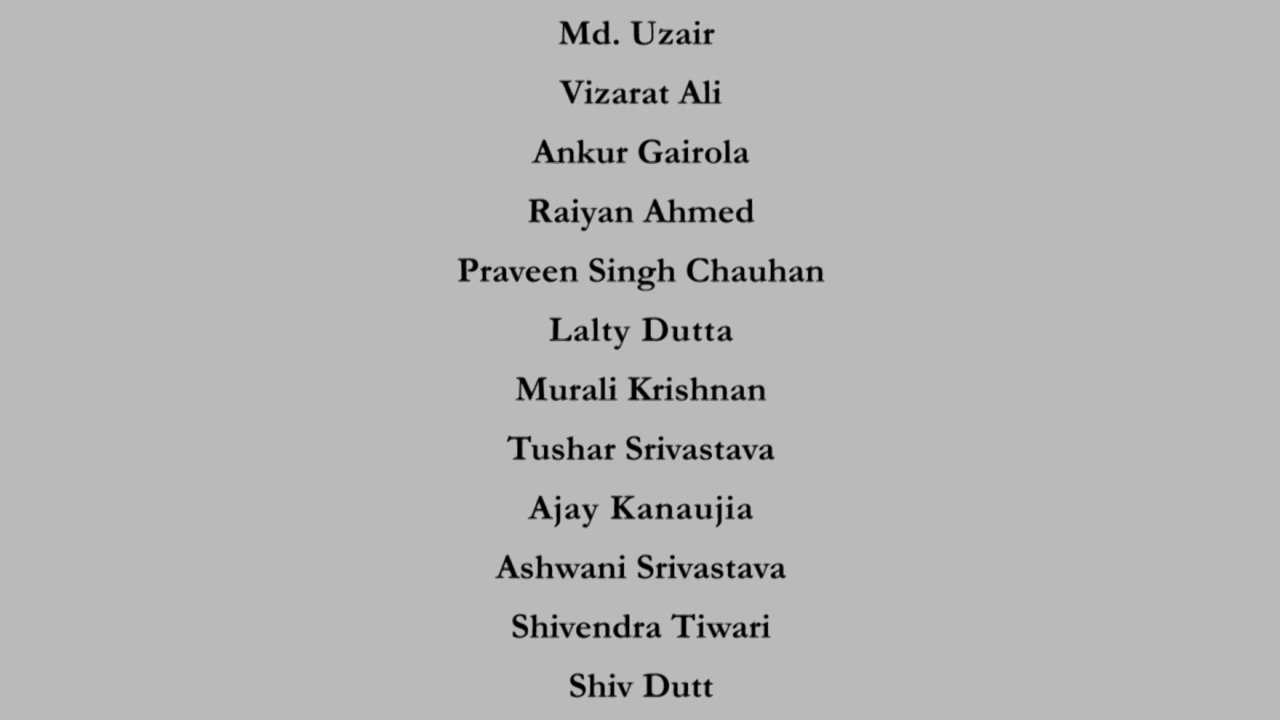 Md. Uzair
Vizarat Ali
Ankur Gairola
Raiyan Ahmed
Praveen Singh Chauhan
Lalty Dutta
Murali Krishnan
Tushar Srivastava
Ajay Kanaujia
Ashwani Srivastava
Shivendra Tiwari
Shiv Dutt